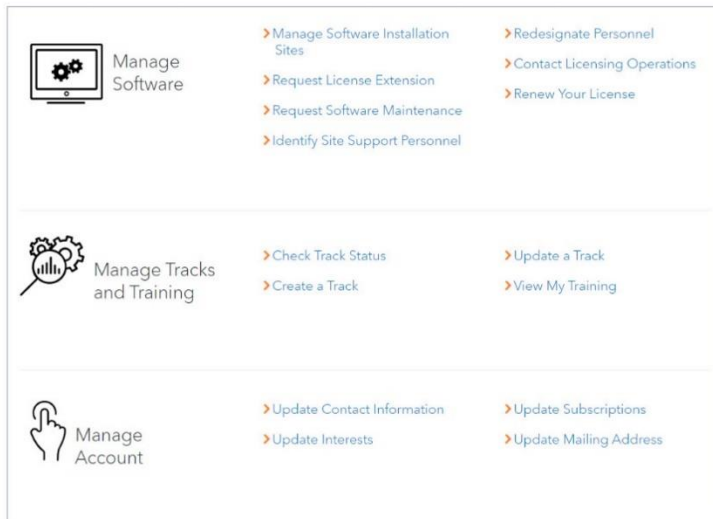 Manage
Software
Manage Software Installation
Sites
Request License Extension
Request Software Maintenance
Identify Site Support Personnel
Redesignate Personnel
Contact Licensing Operations
Renew Your License
Manage Tracks
and Training
Check Track Status
Create a Track
Update a Track
View My Training
Manage
Account
Update Contact Information
Update Interests
Update Subscriptions
Update Mailing Address